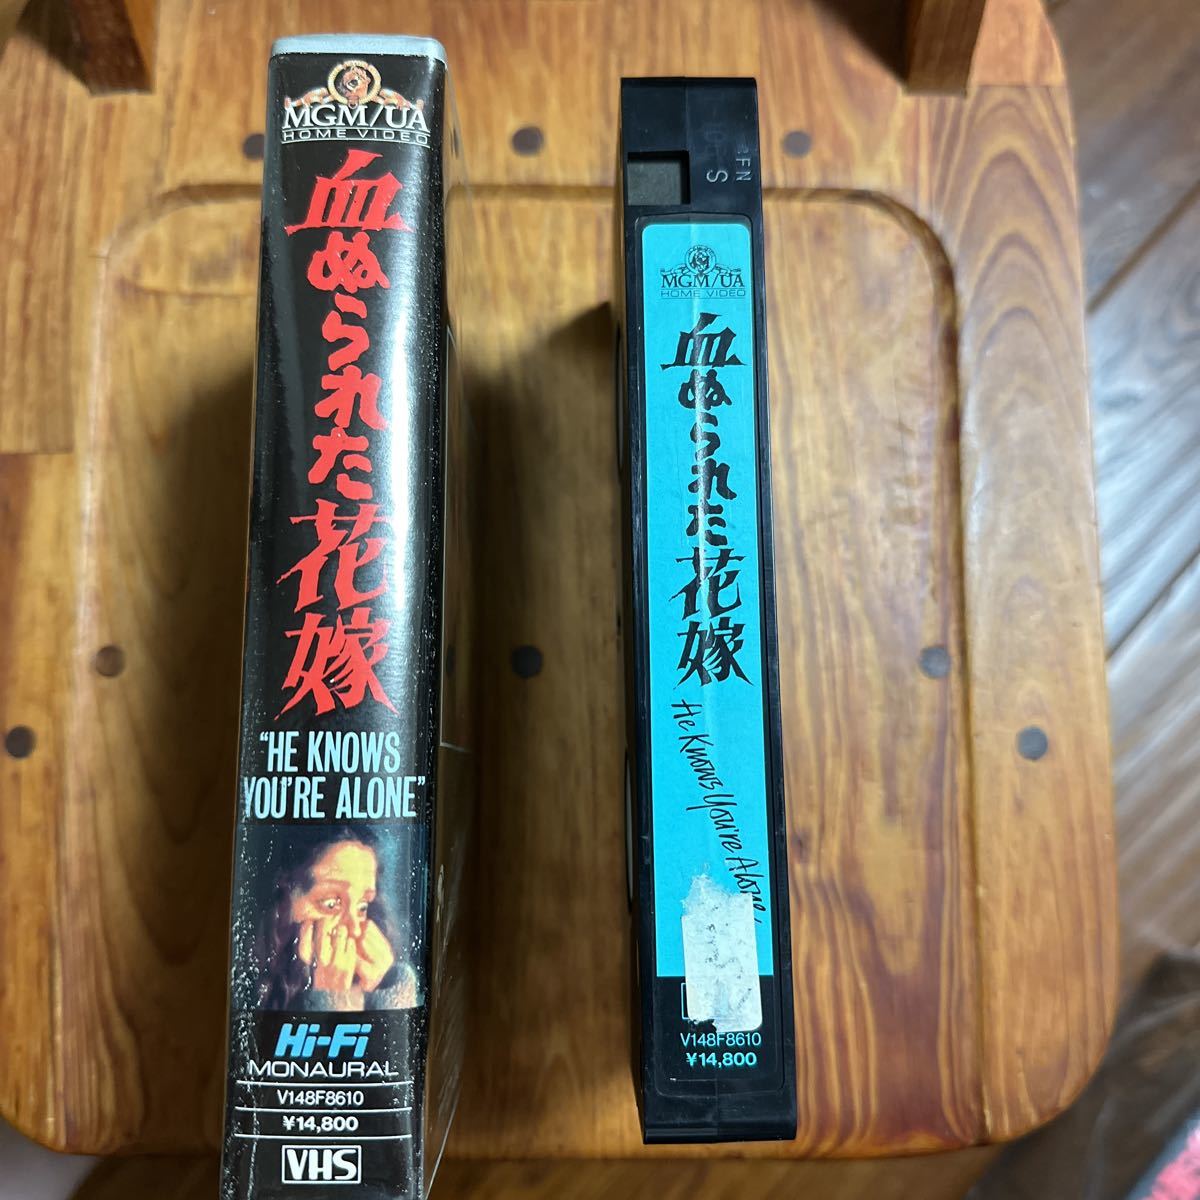 MGM/UA
HOME VIDEO
血ぬられた花嫁
"HE KNOWS
YOU'RE ALONE"
Hi-Fi
MONAURAL
V148F8610
¥14,800
VHS
MGM/UA
HOME VIDEO
血ぬられた花嫁
He Knows You're Alone
V148F8610
¥14,800